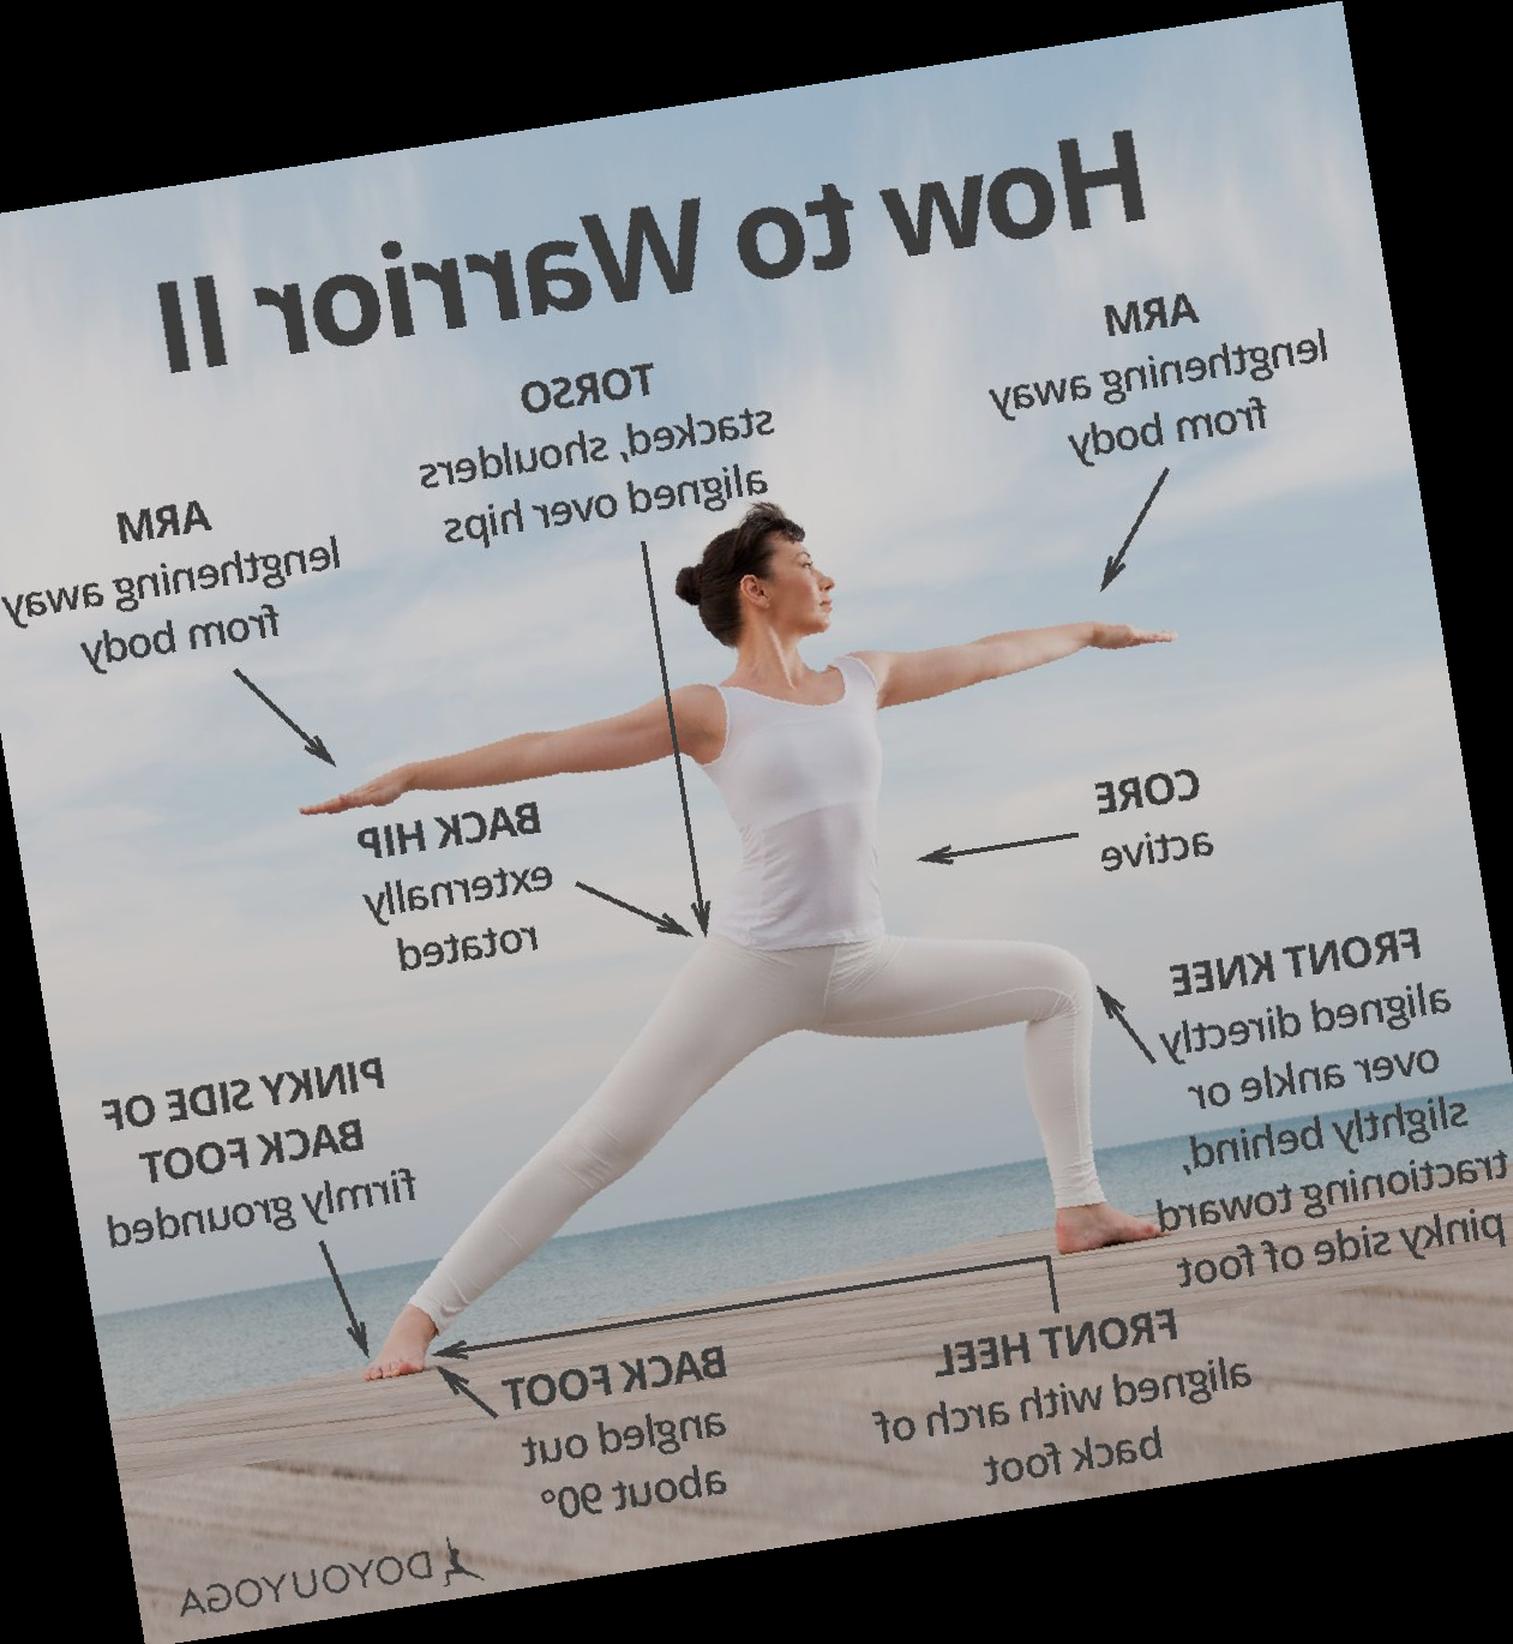 How to Warrior II
ARM
lengthening away
from body
TORSO
stacked, shoulders
aligned over hips
ARM
lengthening away
from body
CORE
active
BACK HIP
externally
rotated
FRONT KNEE
aligned directly
over ankle or
slightly behind,
tractioning toward
pinky side of foot
PINKY SIDE OF
BACK FOOT
firmly grounded
FRONT HEEL
aligned with arch of
back foot
BACK FOOT
angled out
about 90°
DOYOUYOGA